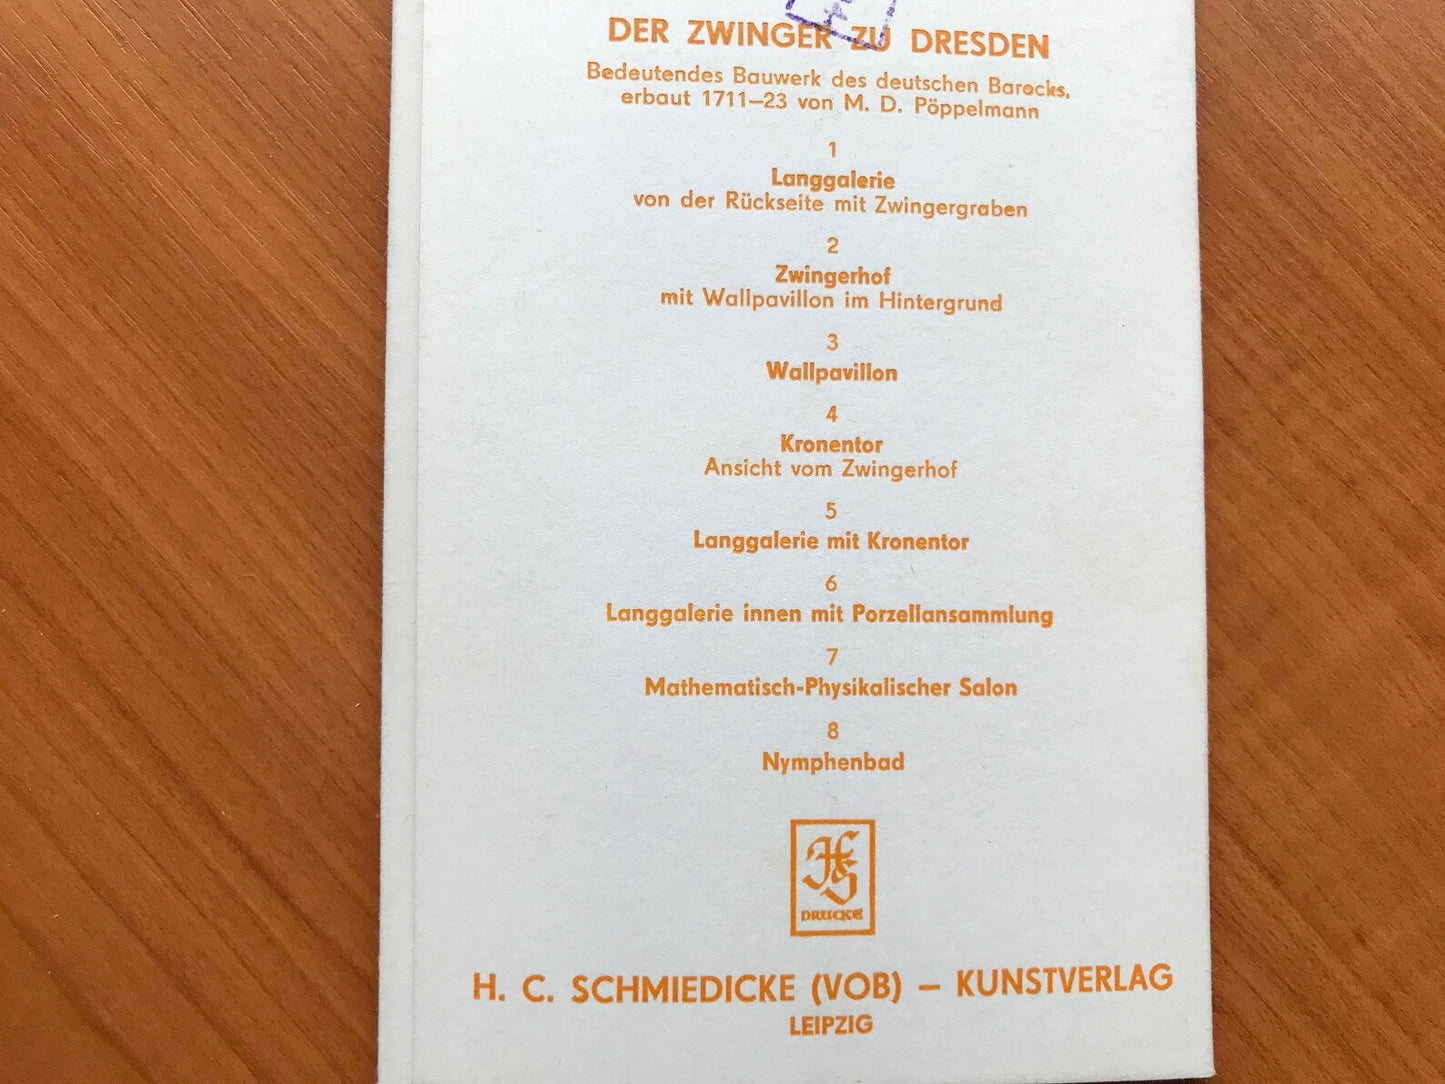 DER ZWINGER ZU DRESDEN
Bedeutendes Bauwerk des deutschen Barocks,
erbaut 1711—23 von M. D. Pöppelmann
1
Langgalerie
von der Rückseite mit Zwingergraben
2
Zwingerhof
mit Wallpavillon im Hintergrund
3
Wallpavillon
4
Kronentor
Ansicht vom Zwingerhof
5
Langgalerie mit Kronentor
6
Langgalerie innen mit Porzellansammlung
7
Mathematisch-Physikalischer Salon
8
Nymphenbad
HCS
DRUCKE
H. C. SCHMIEDICKE (VOB) — KUNSTVERLAG
LEIPZIG